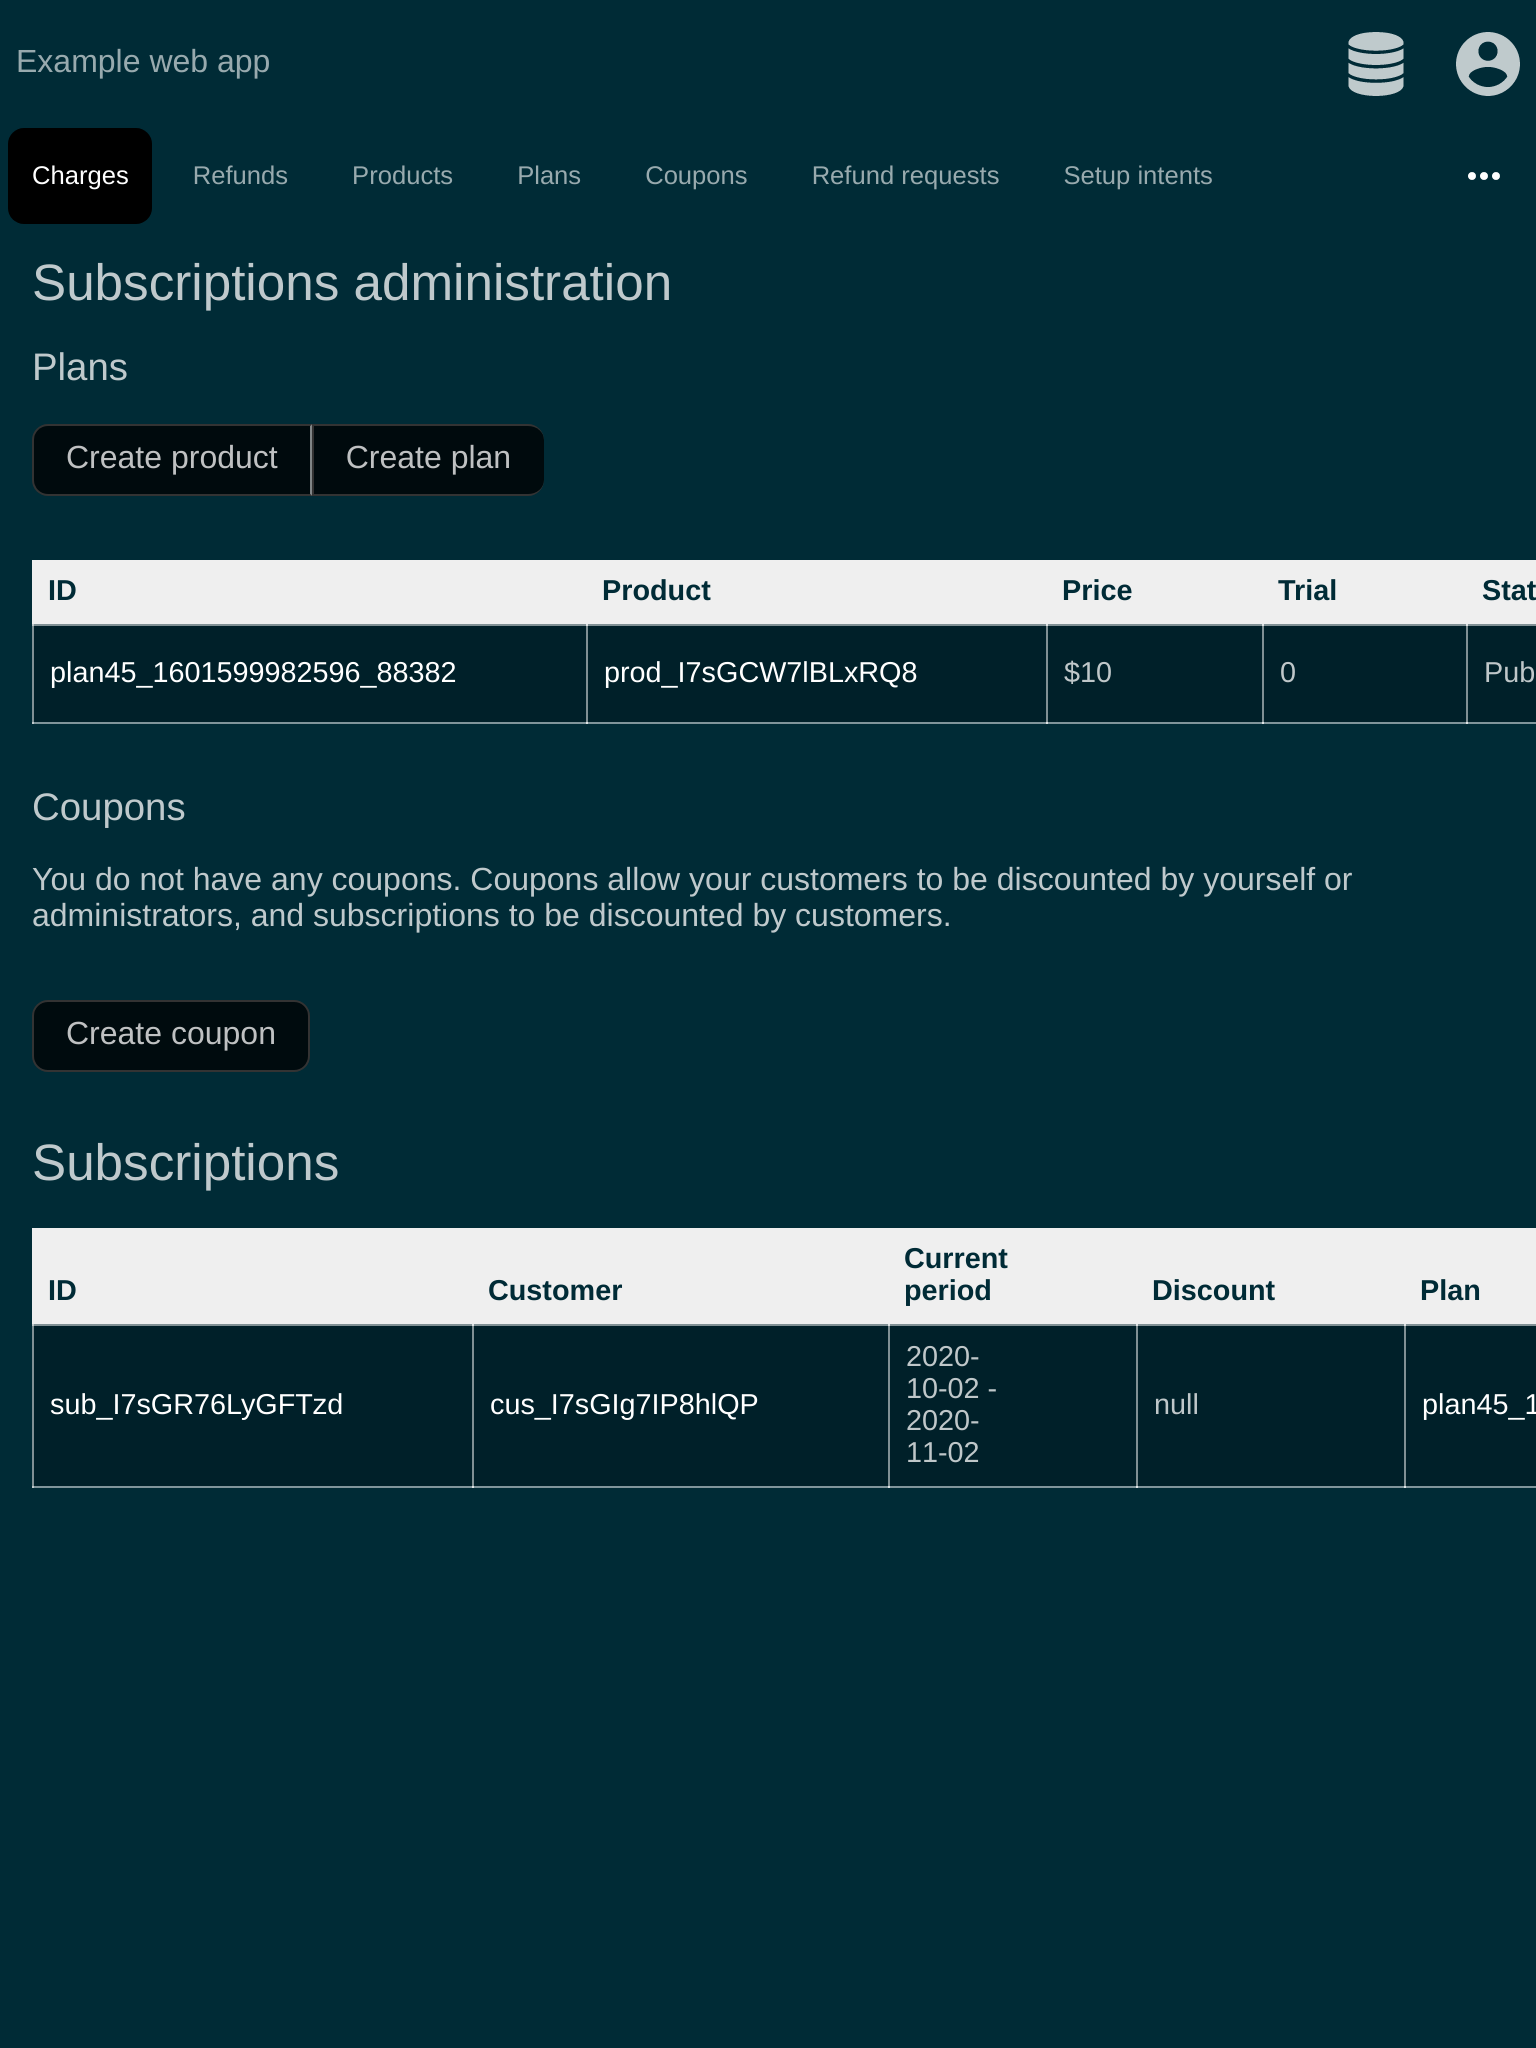 Example web app
Charges Refunds Products Plans Coupons Refund requests Setup intents
Subscriptions administration
Plans
Create product Create plan
ID Product Price Trial Stat
plan45_1601599982596_88382 prod_I7sGCW7lBLxRQ8 $10 0 Pub
Coupons
You do not have any coupons. Coupons allow your customers to be discounted by yourself or
administrators, and subscriptions to be discounted by customers.
Create coupon
Subscriptions
ID Customer Current period Discount Plan
sub_I7sGR76LyGFTzd cus_I7sGIg7IP8hlQP 2020-10-02 - 2020-11-02 null plan45_1